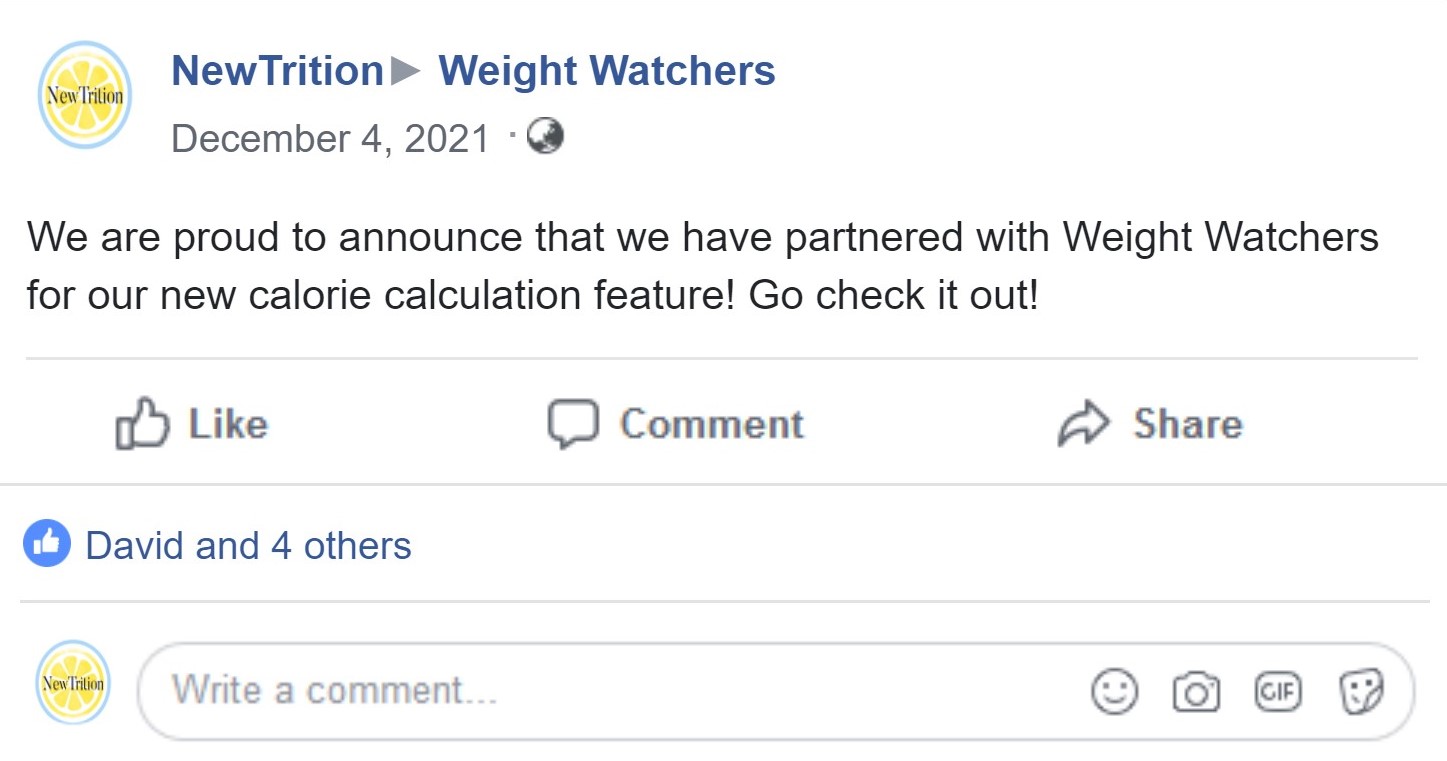 NewTrition
NewTrition ▶ Weight Watchers
December 4, 2021 ·
We are proud to announce that we have partnered with Weight Watchers
for our new calorie calculation feature! Go check it out!
Like Comment Share
David and 4 others
NewTrition
Write a comment...
GIF